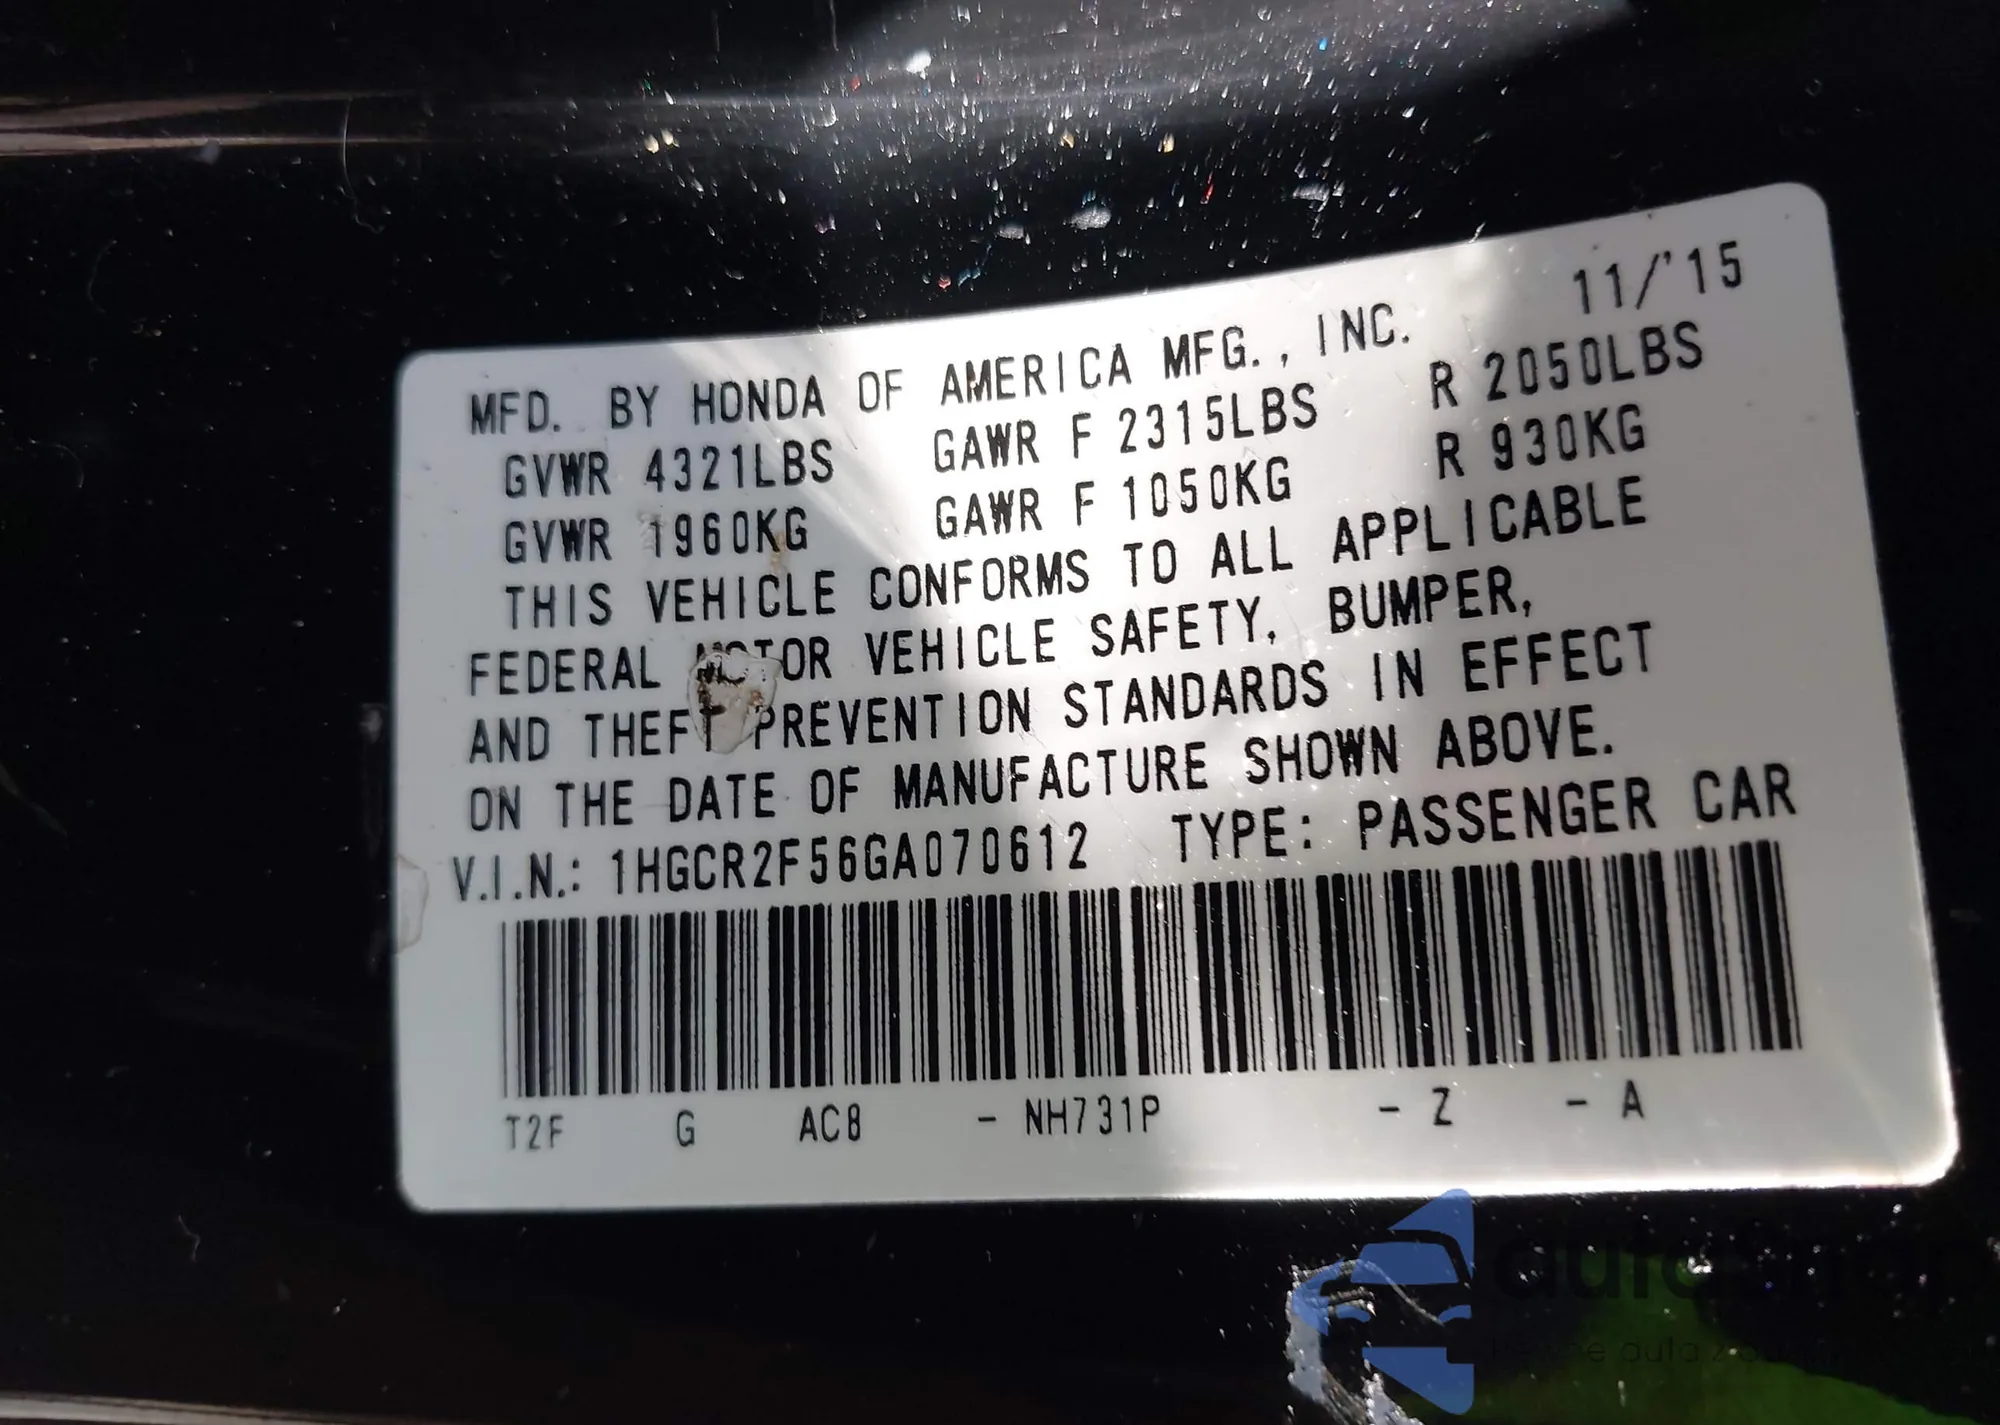 11/'15
MFD. BY HONDA OF AMERICA MFG., INC.
GVWR 4321LBS GAWR F 2315LBS R 2050LBS
GVWR 1960KG GAWR F 1050KG R 930KG
THIS VEHICLE CONFORMS TO ALL APPLICABLE
FEDERAL MOTOR VEHICLE SAFETY, BUMPER,
AND THEFT PREVENTION STANDARDS IN EFFECT
ON THE DATE OF MANUFACTURE SHOWN ABOVE.
V.I.N.: 1HGCR2F56GA070612 TYPE: PASSENGER CAR
T2F G AC8 - NH731P - Z - A